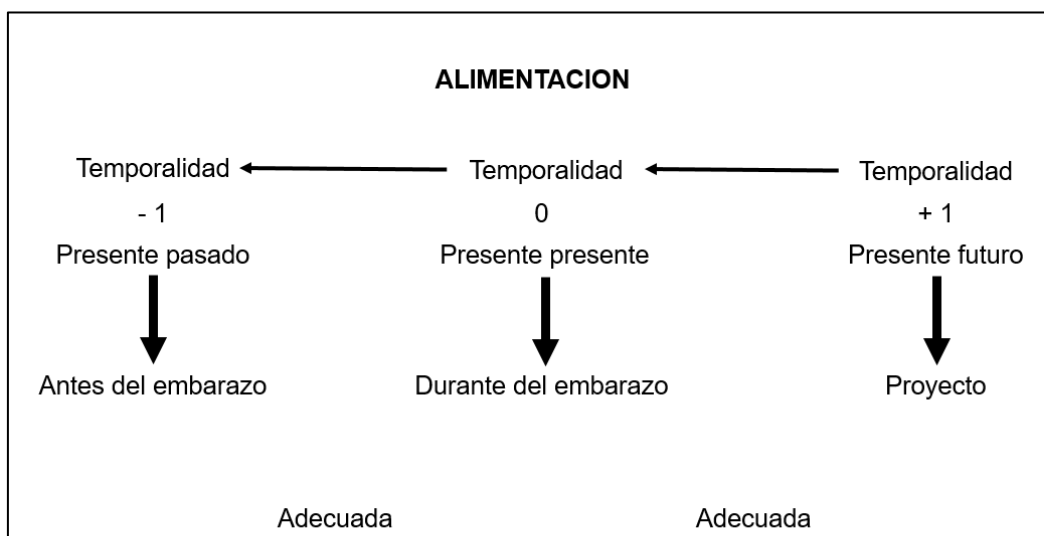 ALIMENTACION
Temporalidad Temporalidad Temporalidad
- 1 0 + 1
Presente pasado Presente presente Presente futuro
Antes del embarazo Durante del embarazo Proyecto
Adecuada Adecuada